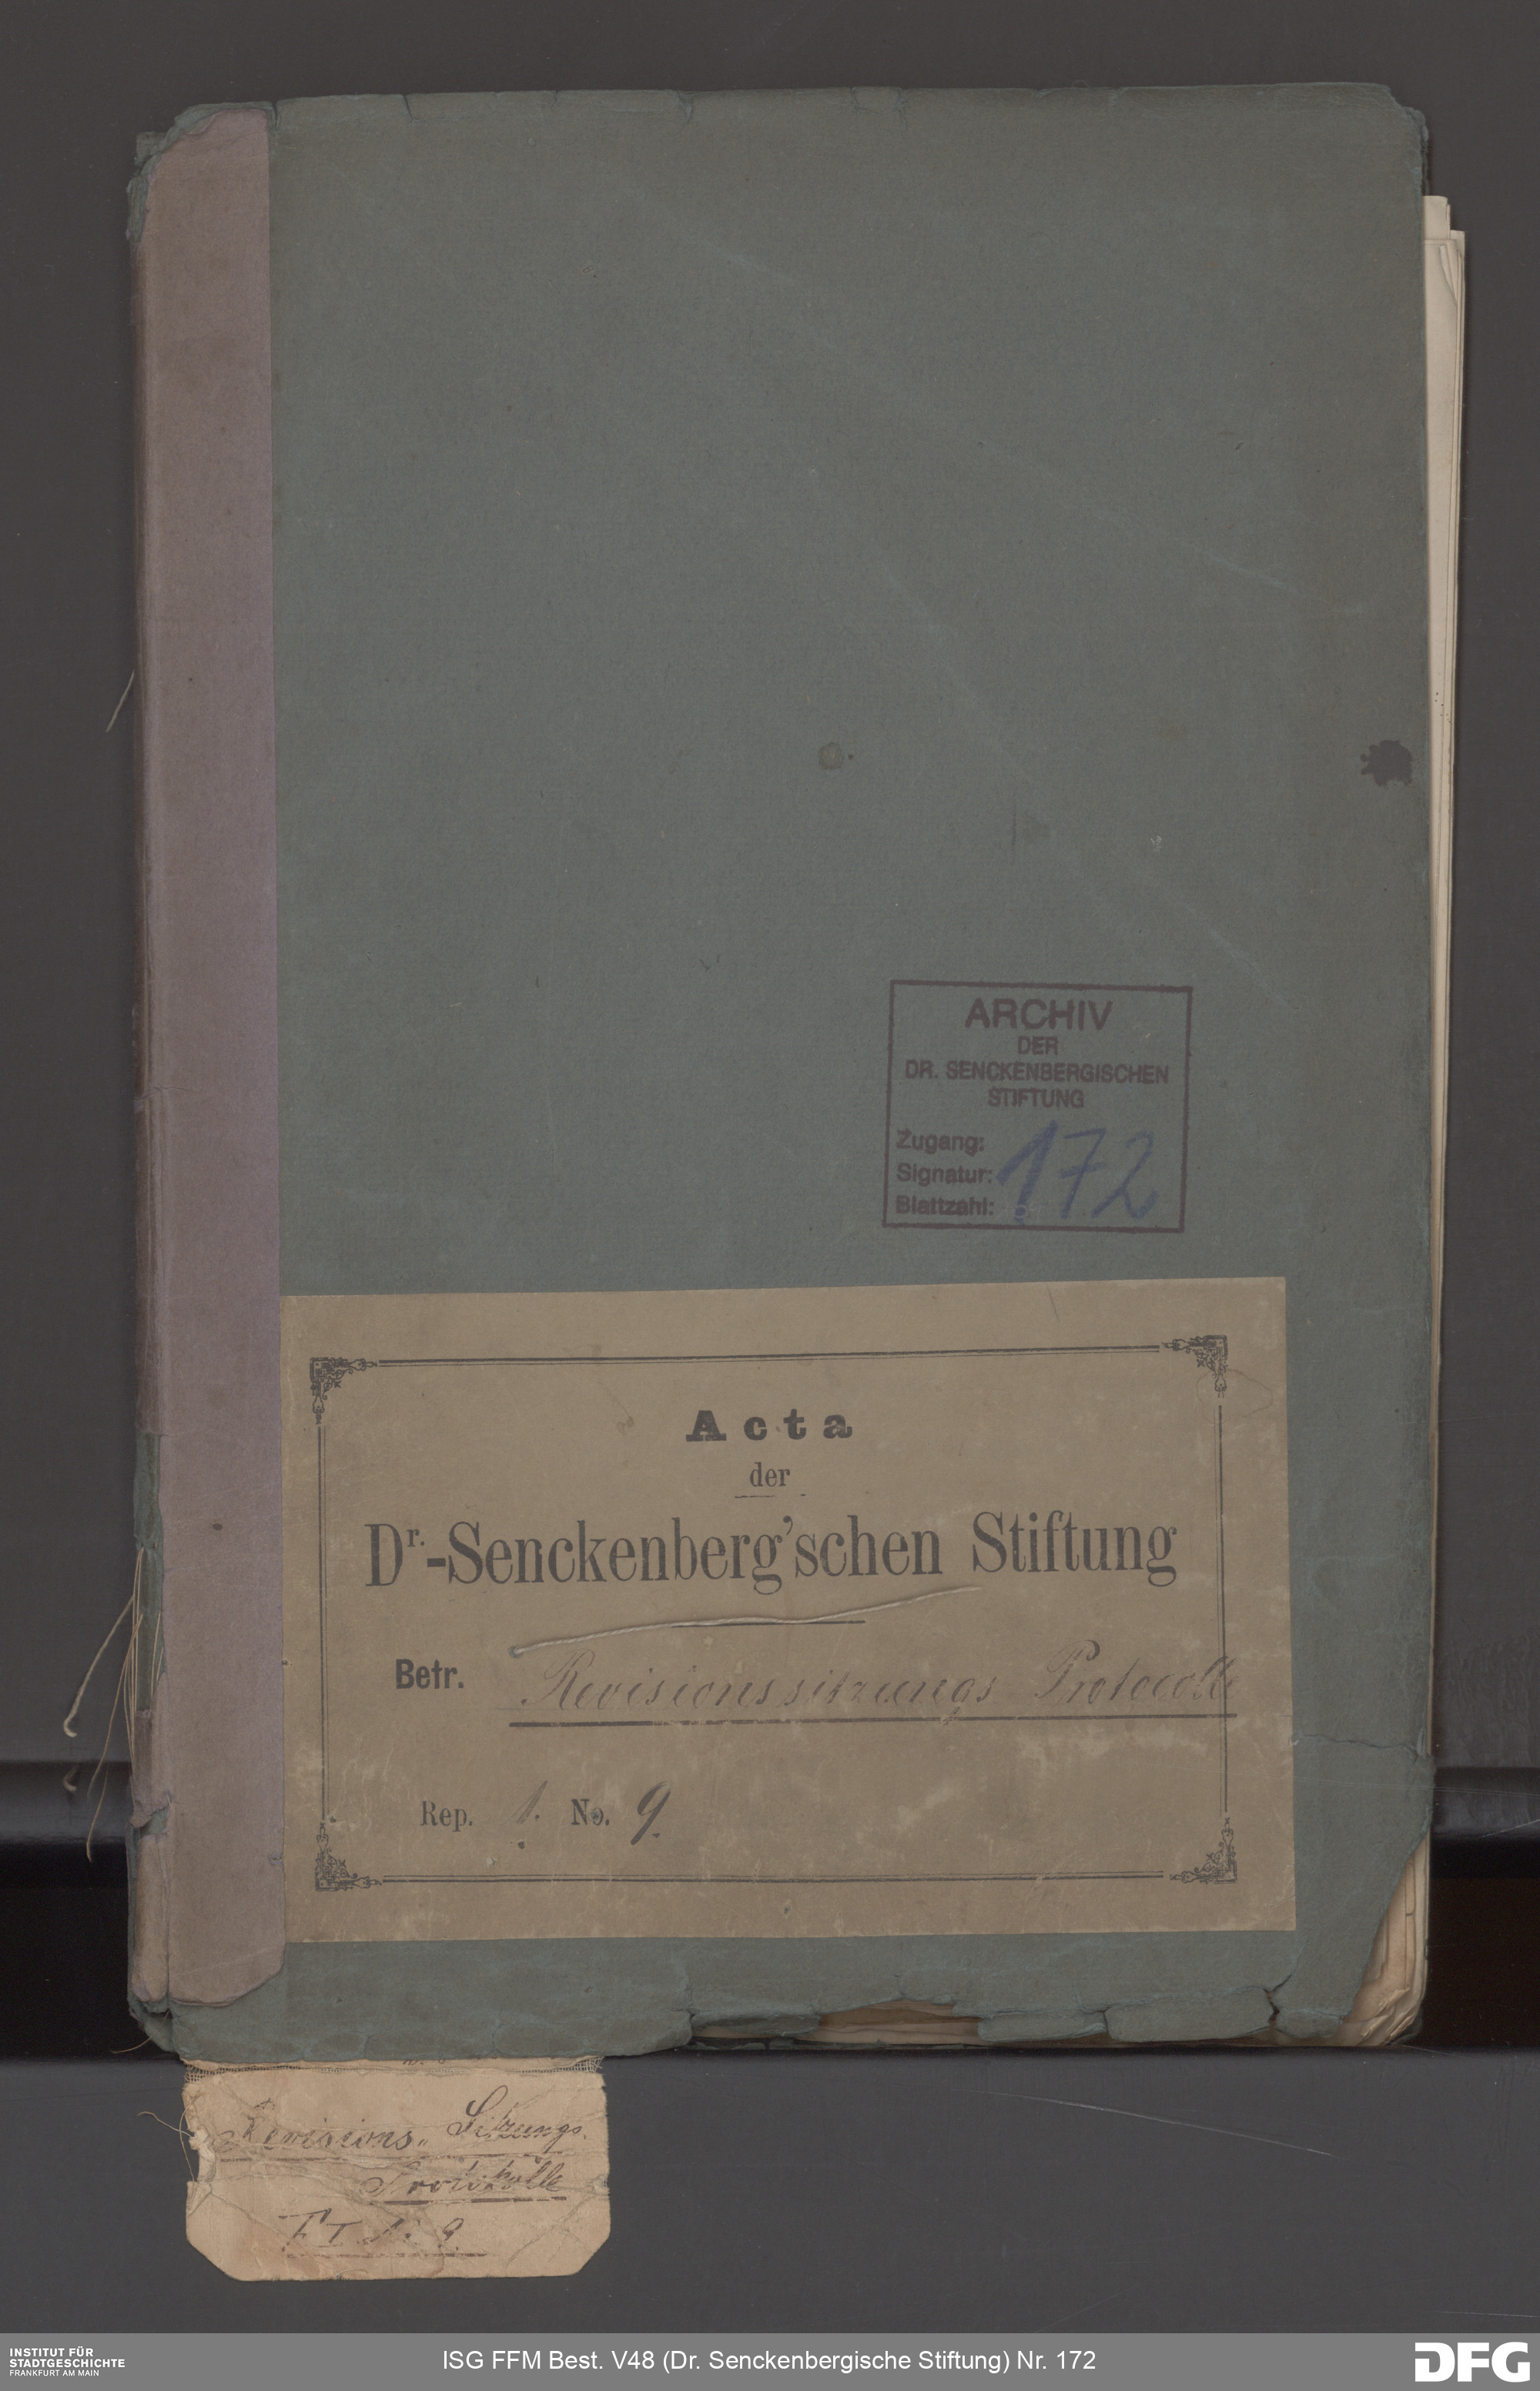 ARCHIV
DER
DR. SENCKENBERGISCHEN
STIFTUNG
Zugang:
Signatur: 172
Blattzahl:
Acta
der
Dr.-Senckenberg'schen Stiftung
Betr. Revisionssitzungs Protocolle
Rep. 1. No. 9.
Revisions" Sitzungs.
Protokolle
F I. 9
INSTITUT FÜR
STADTGESCHICHTE
FRANKFURT AM MAIN
ISG FFM Best. V48 (Dr. Senckenbergische Stiftung) Nr. 172
DFG